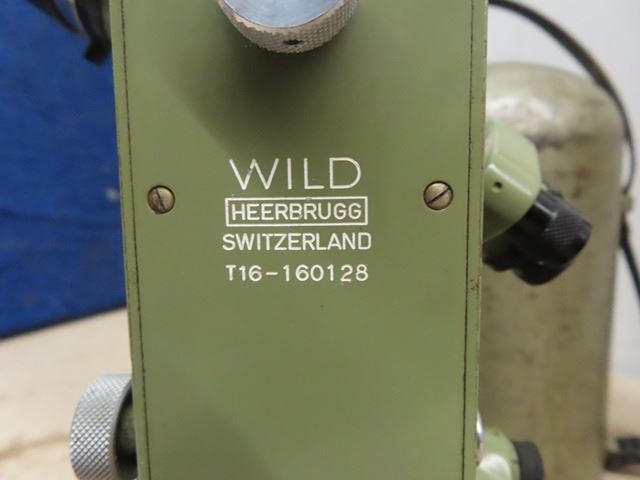 WILD
HEERBRUGG
SWITZERLAND
T16-160128